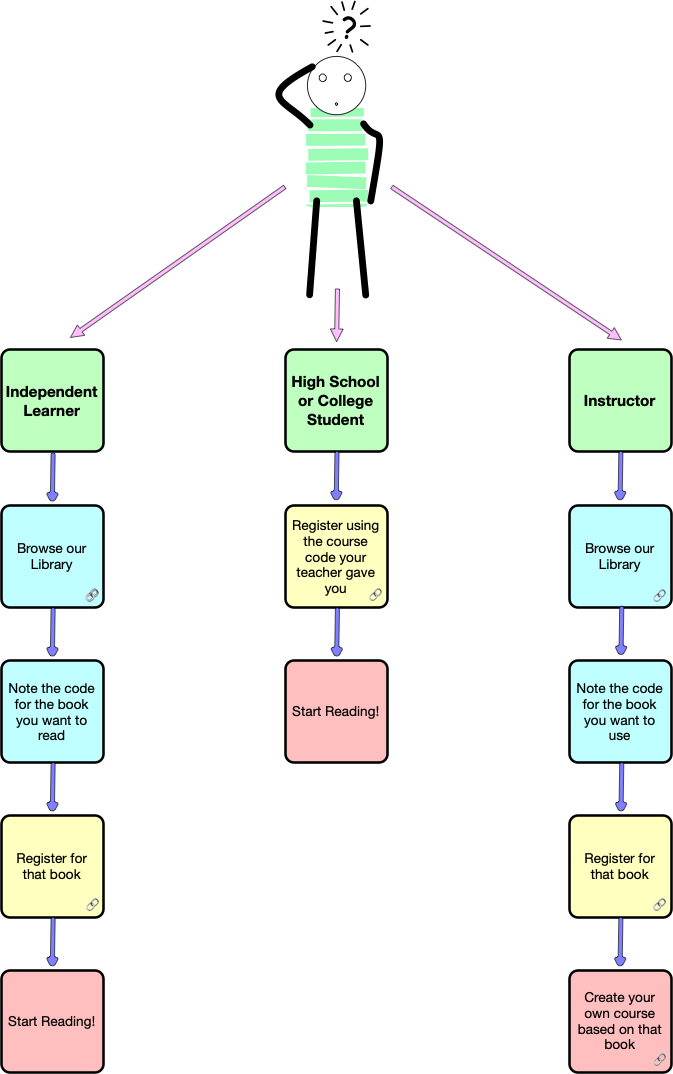 ?
Independent
Learner
High School
or College
Student
Instructor
Browse our
Library
Register using
the course
code your
teacher gave
you
Browse our
Library
Note the code
for the book
you want to
read
Start Reading!
Note the code
for the book
you want to
use
Register for
that book
Register for
that book
Start Reading!
Create your
own course
based on that
book